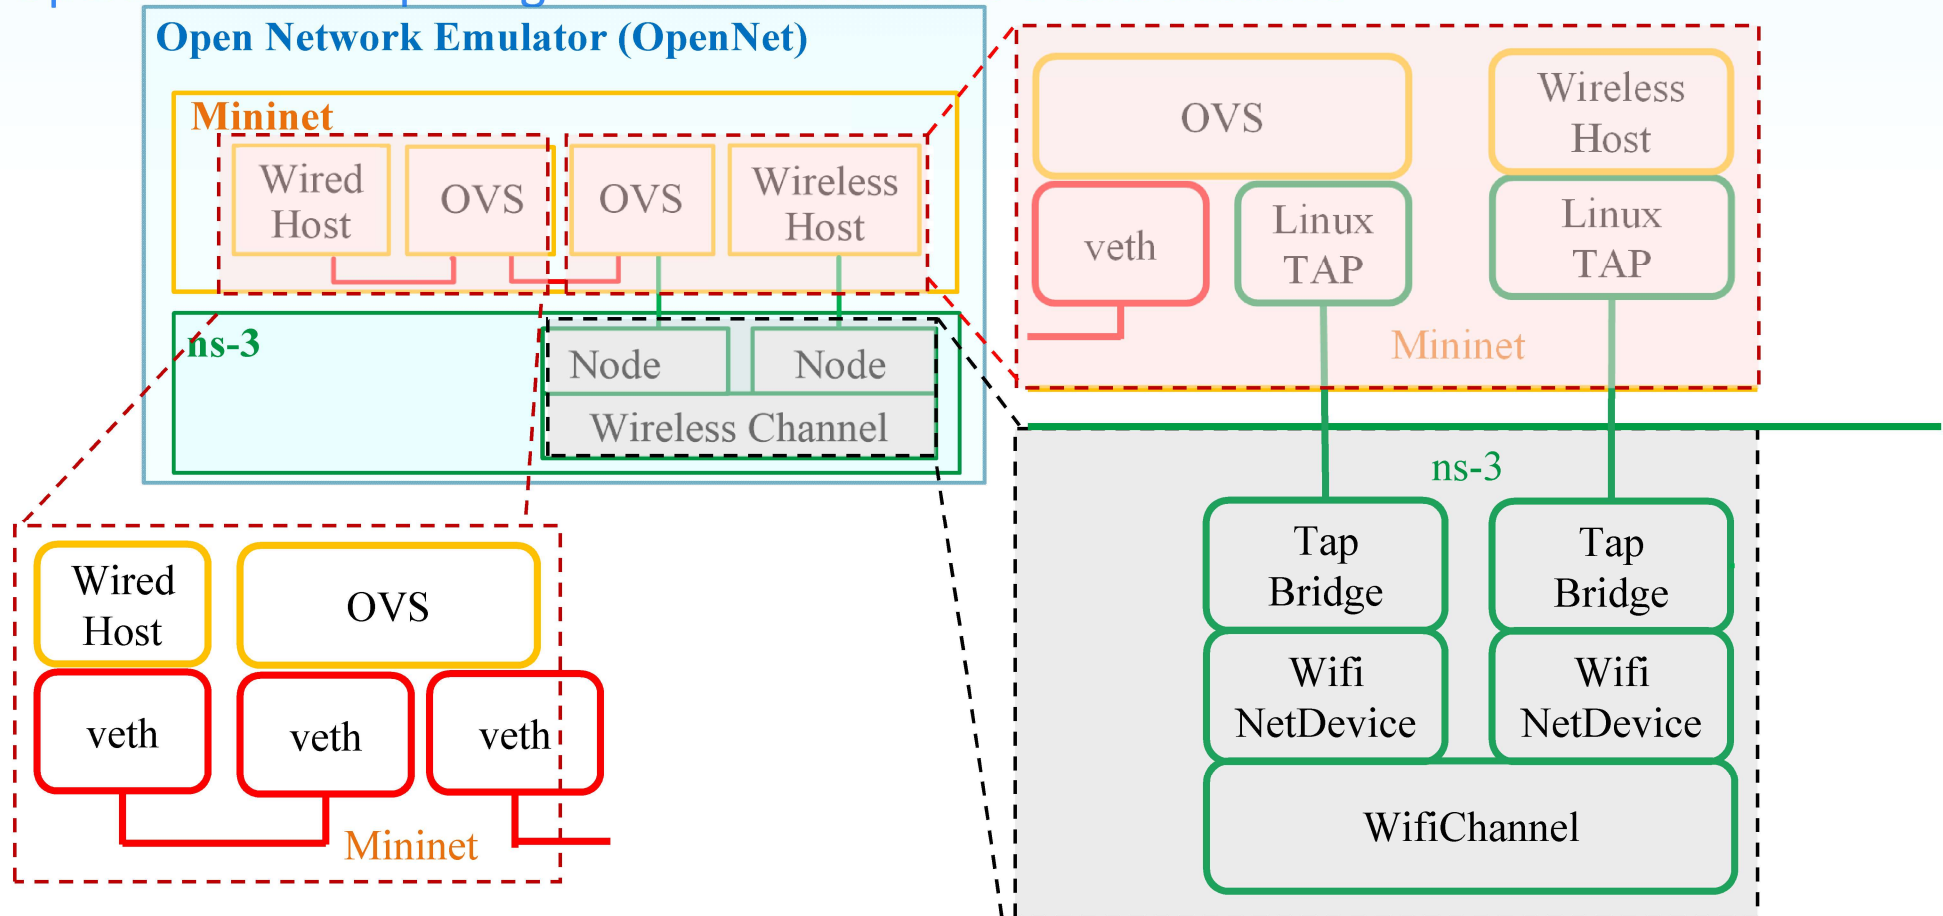 Open Network Emulator (OpenNet)
Mininet
Wired
Host
OVS
OVS
Wireless
Host
ns-3
Node
Node
Wireless Channel
OVS
Wireless
Host
veth
Linux
TAP
Linux
TAP
Mininet
ns-3
Tap
Bridge
Tap
Bridge
Wifi
NetDevice
Wifi
NetDevice
WifiChannel
Wired
Host
OVS
veth
veth
veth
Mininet